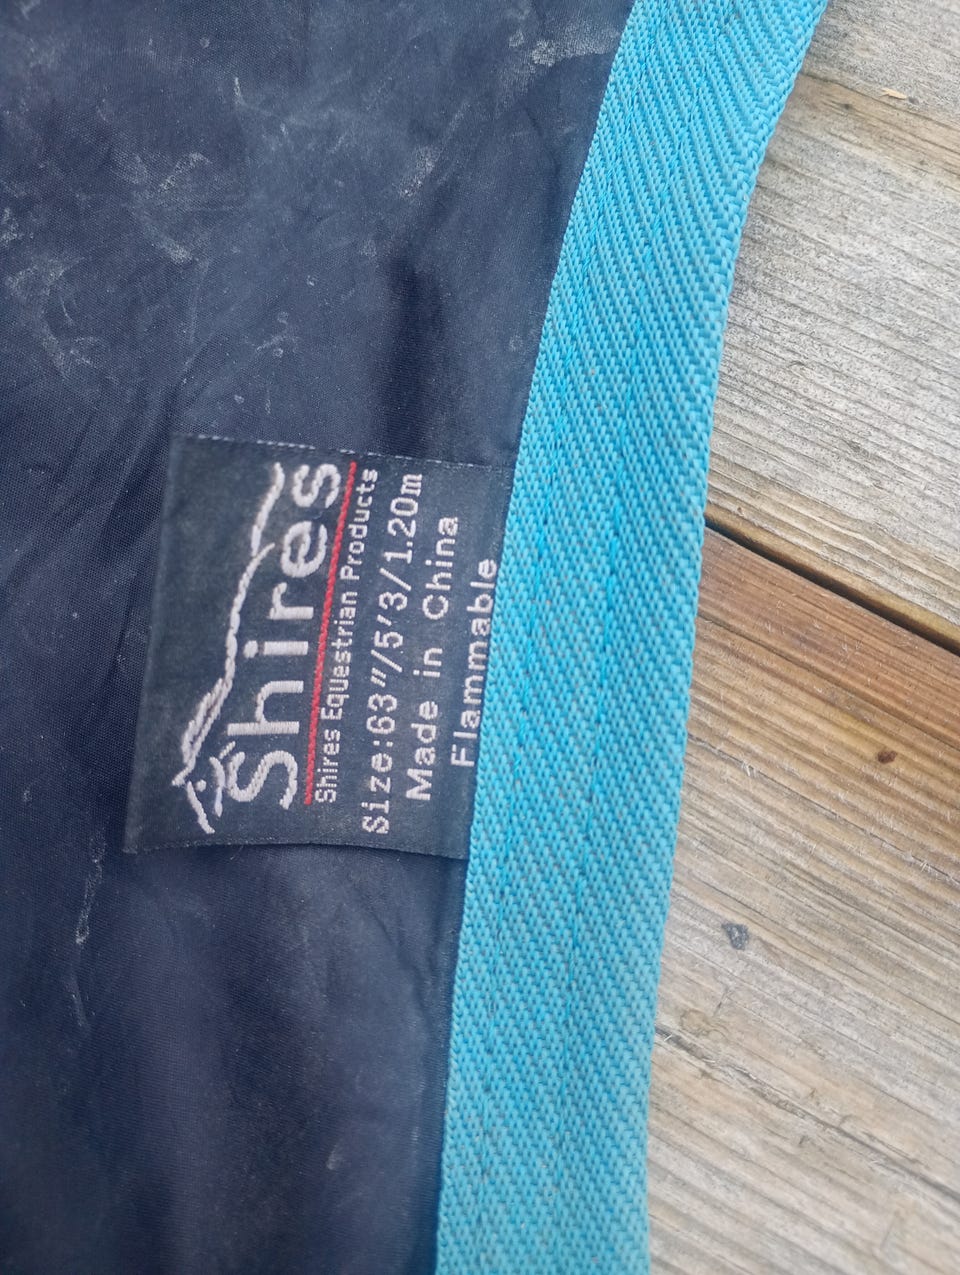 Shires
Shires Equestrian Products
Size:63"/5'3/1.20m
Made in China
Flammable